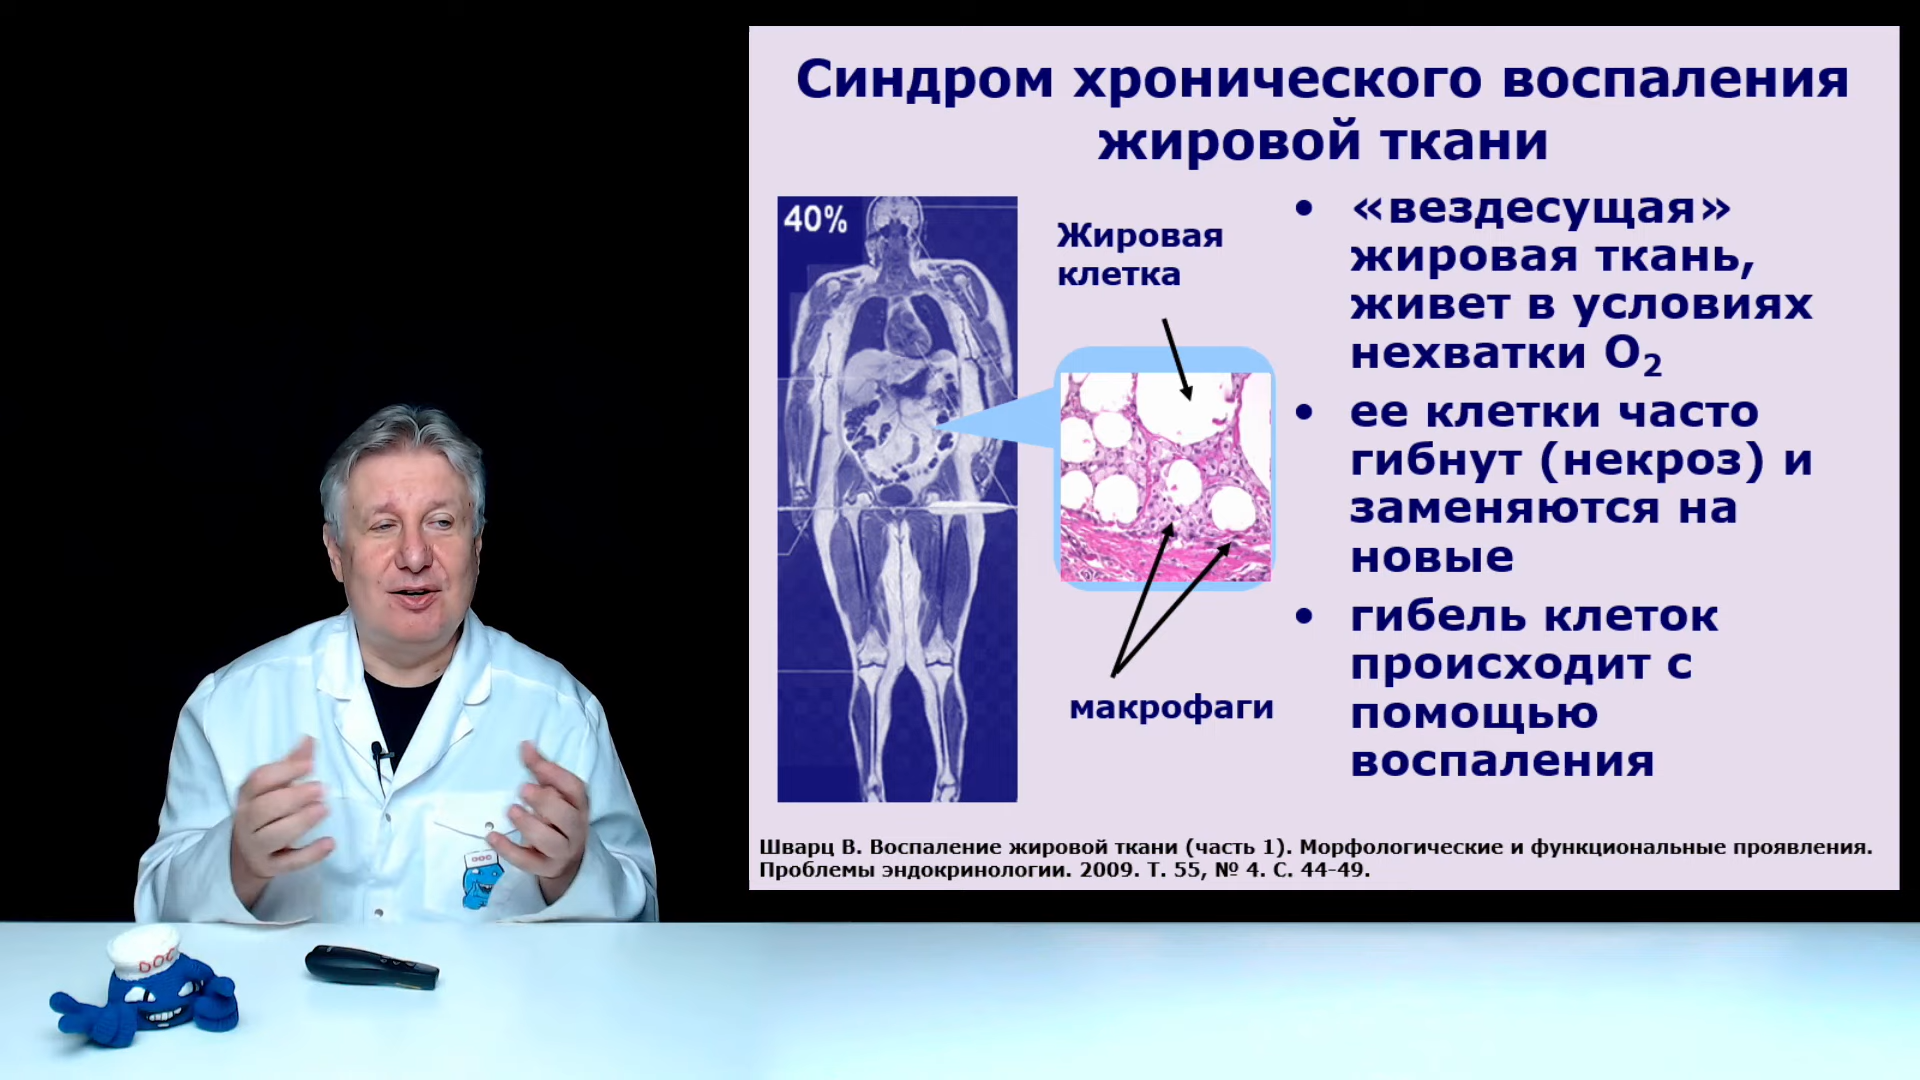 Синдром хронического воспаления
жировой ткани
40%
Жировая
клетка
макрофаги
• «вездесущая»
жировая ткань,
живет в условиях
нехватки O₂
• ее клетки часто
гибнут (некроз) и
заменяются на
новые
• гибель клеток
происходит с
помощью
воспаления
Шварц В. Воспаление жировой ткани (часть 1). Морфологические и функциональные проявления.
Проблемы эндокринологии. 2009. Т. 55, № 4. С. 44-49.
DOC
DOC